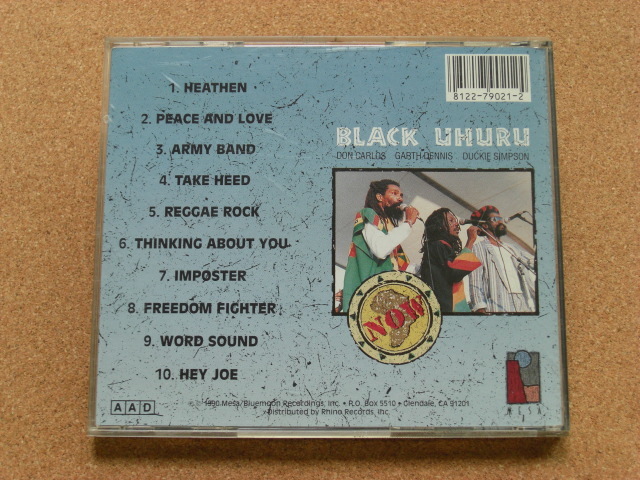 1. HEATHEN
2. PEACE AND LOVE
3. ARMY BAND
4. TAKE HEED
5. REGGAE ROCK
6. THINKING ABOUT YOU
7. IMPOSTER
8. FREEDOM FIGHTER
9. WORD SOUND
10. HEY JOE
8122-79021-2
BLACK UHURU
DON CARLOS GARTH DENNIS DUCKIE SIMPSON
NOW
MESA
AAD
1990 Mesa/Bluemoon Recordings, Inc. • P.O. Box 5510 • Glendale, CA 91201
Distributed by Rhino Records, Inc.